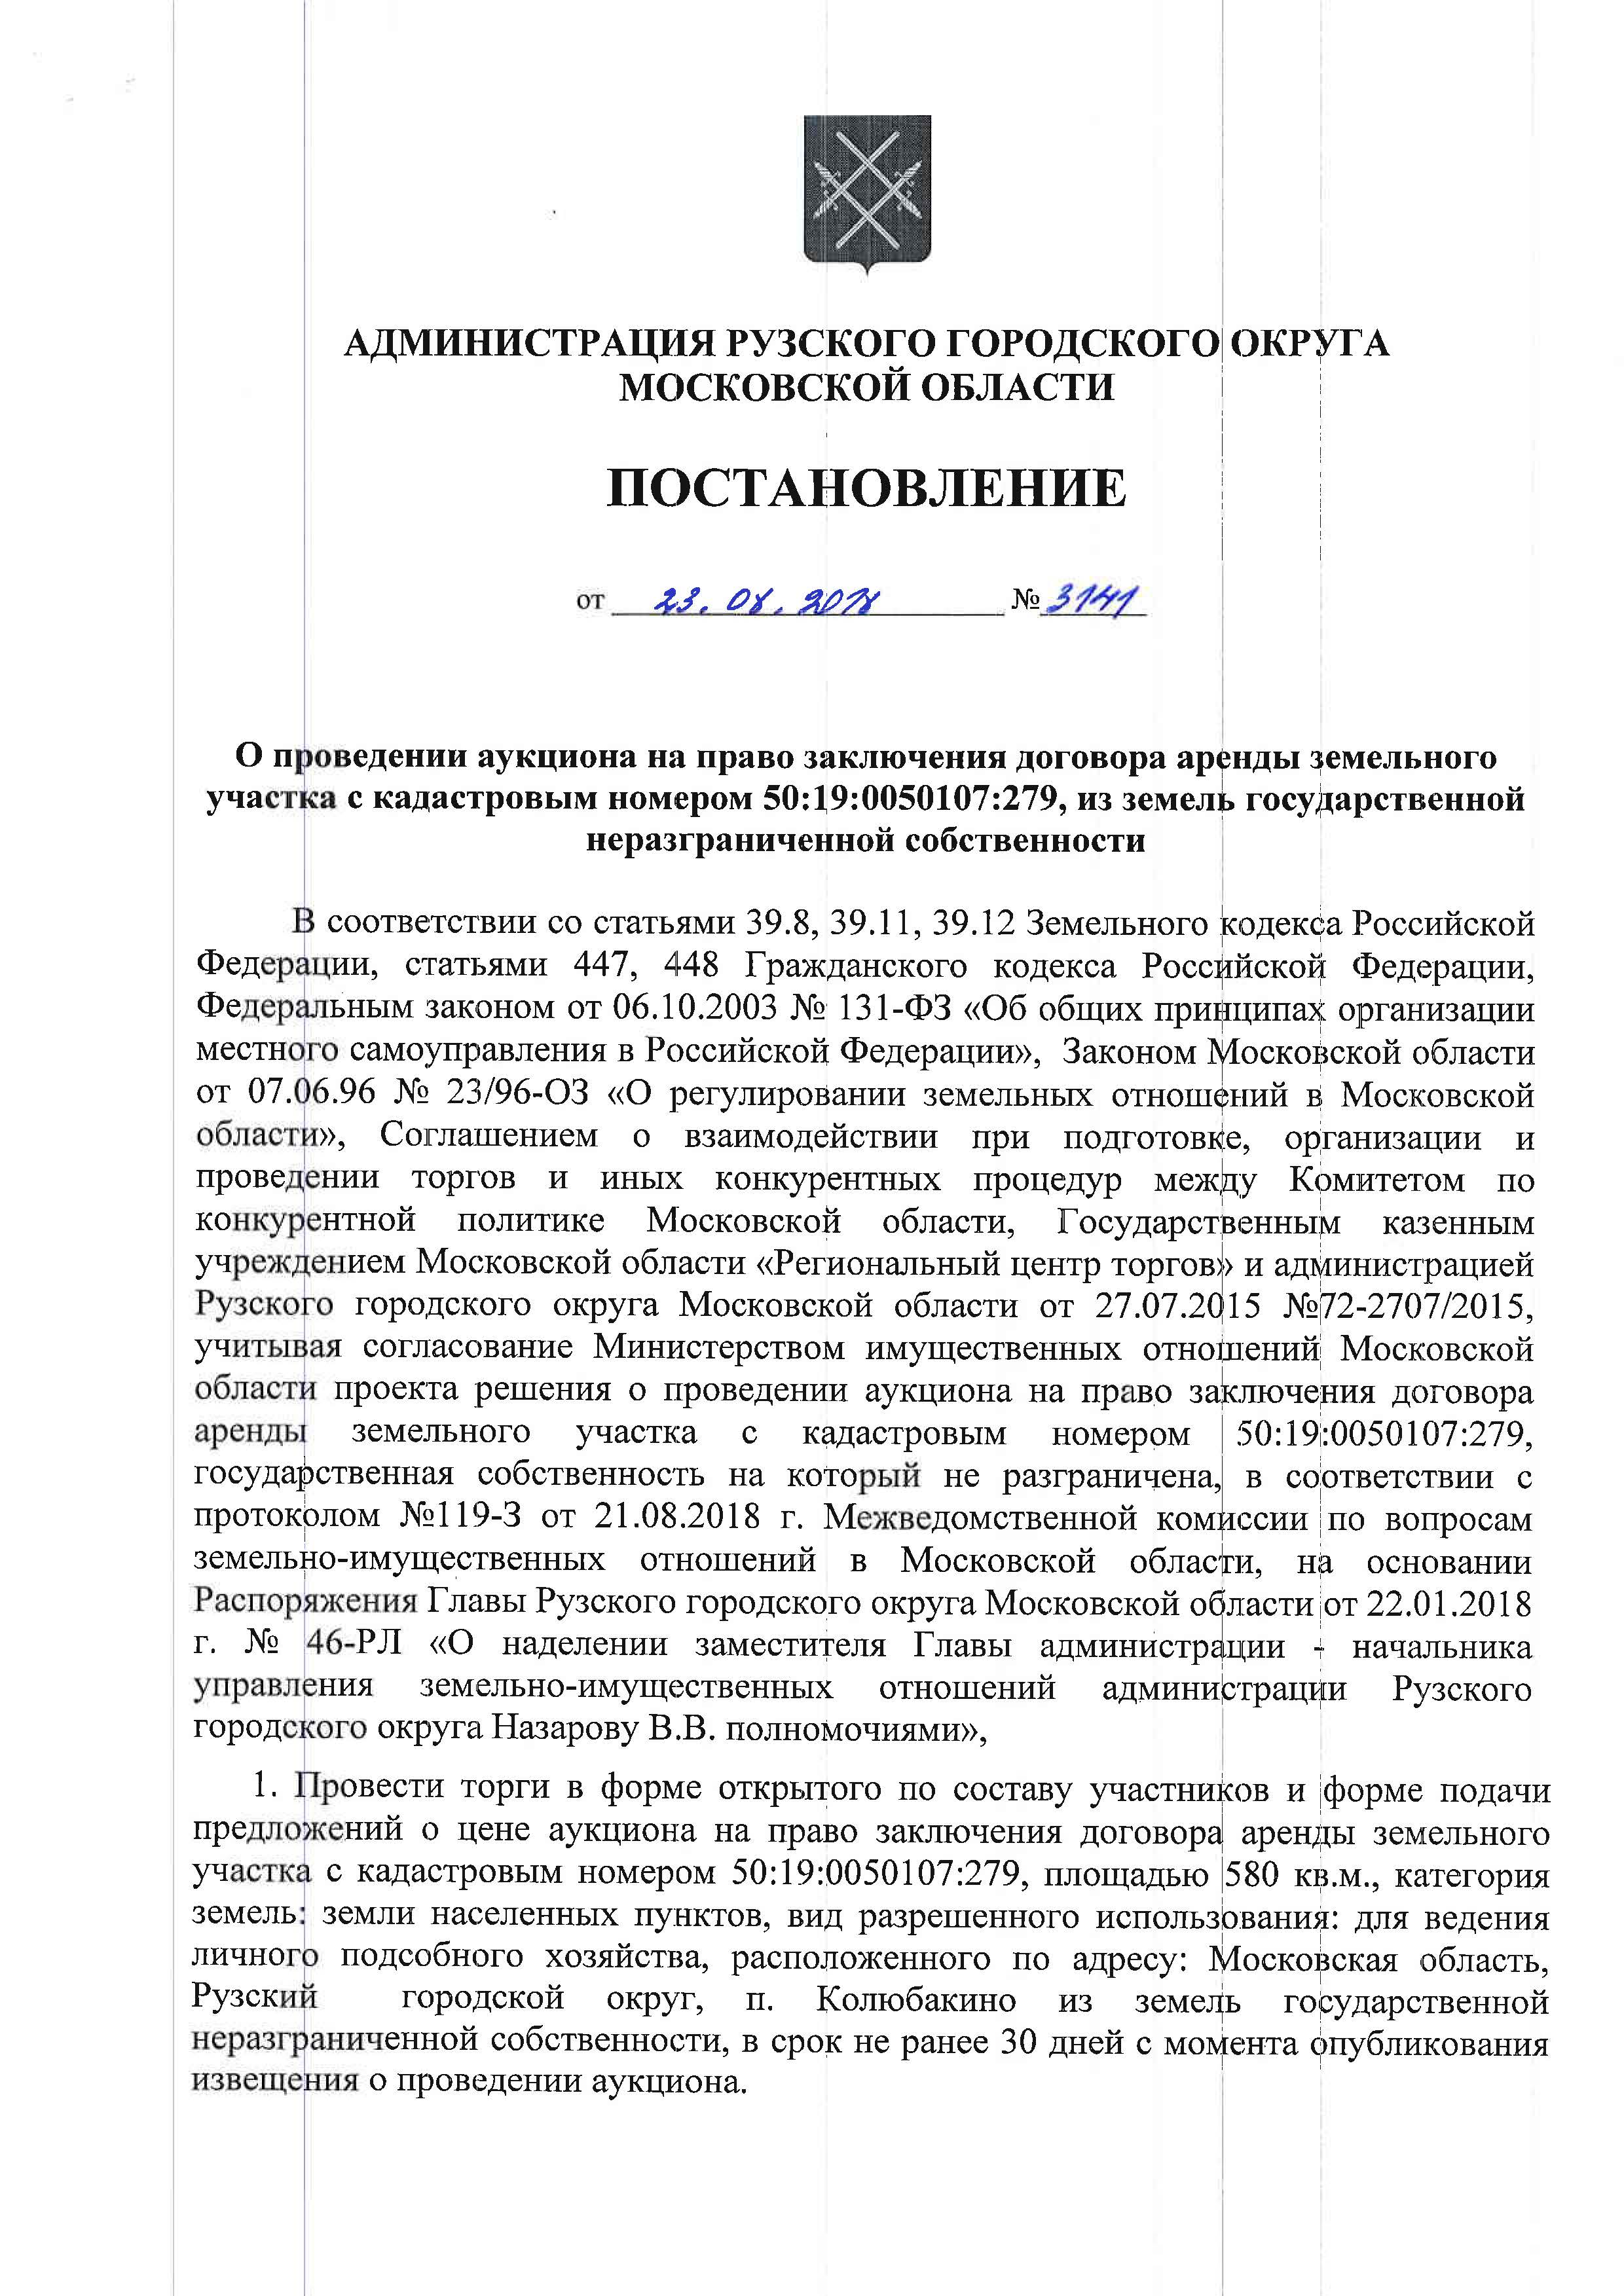 АДМИНИСТРАЦИЯ РУЗСКОГО ГОРОДСКОГО ОКРУГА
МОСКОВСКОЙ ОБЛАСТИ
ПОСТАНОВЛЕНИЕ
от 23.08.2018 № 3141
О проведении аукциона на право заключения договора аренды земельного
участка с кадастровым номером 50:19:0050107:279, из земель государственной
неразграниченной собственности
В соответствии со статьями 39.8, 39.11, 39.12 Земельного кодекса Российской
Федерации, статьями 447, 448 Гражданского кодекса Российской Федерации,
Федеральным законом от 06.10.2003 № 131-ФЗ «Об общих принципах организации
местного самоуправления в Российской Федерации», Законом Московской области
от 07.06.96 № 23/96-ОЗ «О регулировании земельных отношений в Московской
области», Соглашением о взаимодействии при подготовке, организации и
проведении торгов и иных конкурентных процедур между Комитетом по
конкурентной политике Московской области, Государственным казенным
учреждением Московской области «Региональный центр торгов» и администрацией
Рузского городского округа Московской области от 27.07.2015 №72-2707/2015,
учитывая согласование Министерством имущественных отношений Московской
области проекта решения о проведении аукциона на право заключения договора
аренды земельного участка с кадастровым номером 50:19:0050107:279,
государственная собственность на который не разграничена, в соответствии с
протоколом №119-З от 21.08.2018 г. Межведомственной комиссии по вопросам
земельно-имущественных отношений в Московской области, на основании
Распоряжения Главы Рузского городского округа Московской области от 22.01.2018
г. № 46-РЛ «О наделении заместителя Главы администрации - начальника
управления земельно-имущественных отношений администрации Рузского
городского округа Назарову В.В. полномочиями»,
1. Провести торги в форме открытого по составу участников и форме подачи
предложений о цене аукциона на право заключения договора аренды земельного
участка с кадастровым номером 50:19:0050107:279, площадью 580 кв.м., категория
земель: земли населенных пунктов, вид разрешенного использования: для ведения
личного подсобного хозяйства, расположенного по адресу: Московская область,
Рузский городской округ, п. Колюбакино из земель государственной
неразграниченной собственности, в срок не ранее 30 дней с момента опубликования
извещения о проведении аукциона.